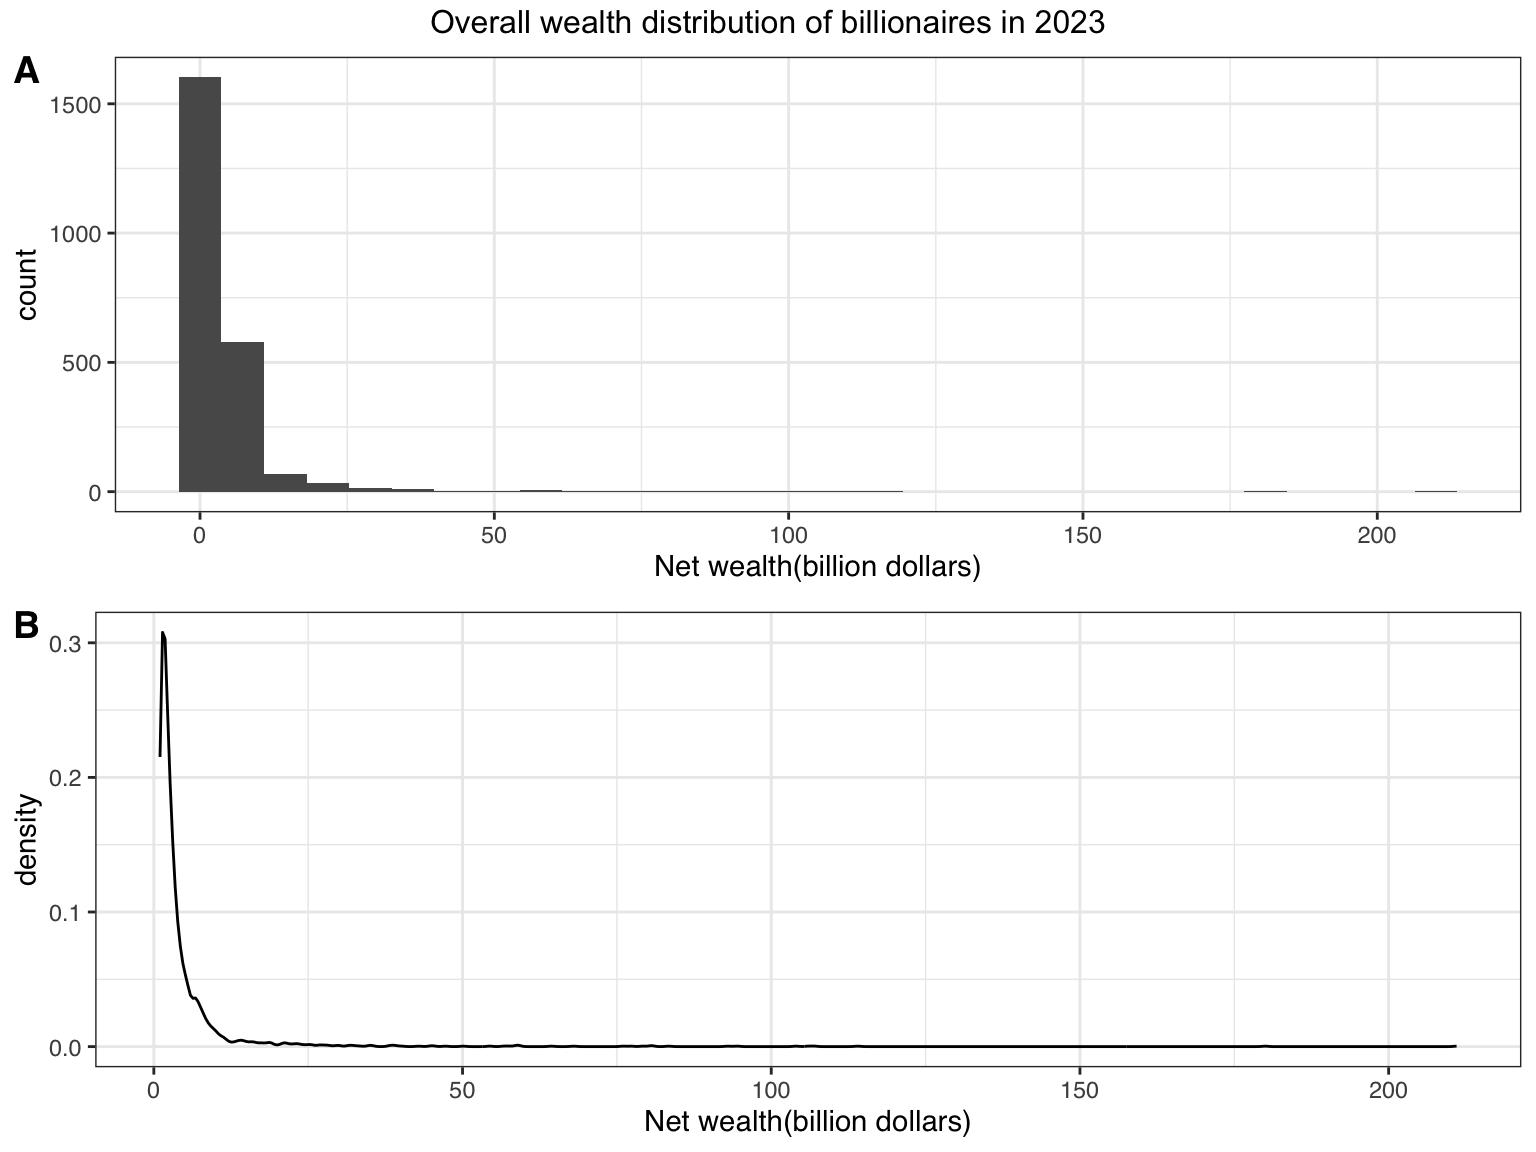 Overall wealth distribution of billionaires in 2023
A
1500
1000
500
0
count
0 50 100 150 200
Net wealth(billion dollars)
B
0.3
0.2
0.1
0.0
density
0 50 100 150 200
Net wealth(billion dollars)